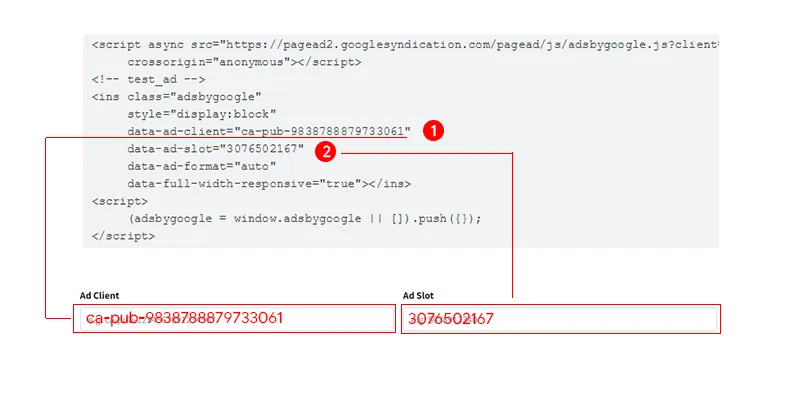 <script async src="https://pagead2.googlesyndication.com/pagead/js/adsbygoogle.js?client
crossorigin="anonymous"></script>
<!-- test_ad -->
<ins class="adsbygoogle"
style="display:block"
data-ad-client="ca-pub-9838788879733061"
1
data-ad-slot="3076502167"
2
data-ad-format="auto"
data-full-width-responsive="true"></ins>
<script>
(adsbygoogle = window.adsbygoogle || []).push({});
</script>
Ad Client
Ad Slot
ca-pub-9838788879733061
3076502167